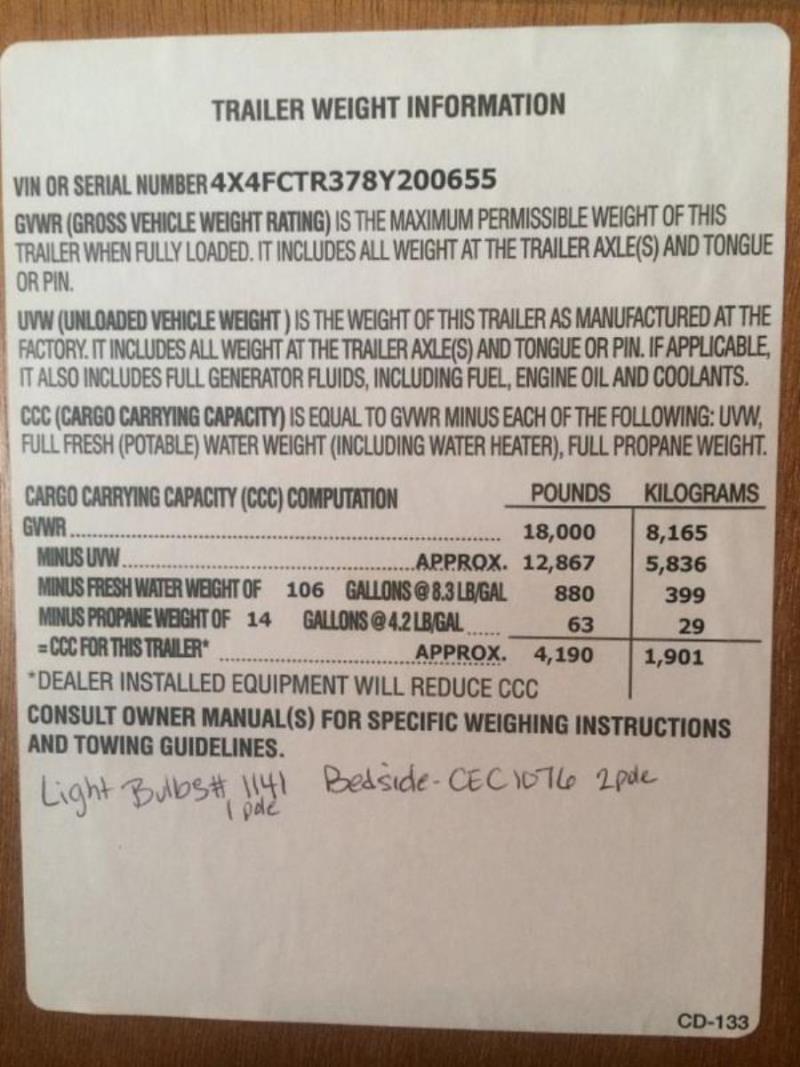 TRAILER WEIGHT INFORMATION
VIN OR SERIAL NUMBER 4X4FCTR378Y200655
GVWR (GROSS VEHICLE WEIGHT RATING) IS THE MAXIMUM PERMISSIBLE WEIGHT OF THIS
TRAILER WHEN FULLY LOADED. IT INCLUDES ALL WEIGHT AT THE TRAILER AXLE(S) AND TONGUE
OR PIN.
UVW (UNLOADED VEHICLE WEIGHT ) IS THE WEIGHT OF THIS TRAILER AS MANUFACTURED AT THE
FACTORY. IT INCLUDES ALL WEIGHT AT THE TRAILER AXLE(S) AND TONGUE OR PIN. IF APPLICABLE,
IT ALSO INCLUDES FULL GENERATOR FLUIDS, INCLUDING FUEL, ENGINE OIL AND COOLANTS.
CCC (CARGO CARRYING CAPACITY) IS EQUAL TO GVWR MINUS EACH OF THE FOLLOWING: UVW,
FULL FRESH (POTABLE) WATER WEIGHT (INCLUDING WATER HEATER), FULL PROPANE WEIGHT.
CARGO CARRYING CAPACITY (CCC) COMPUTATION POUNDS KILOGRAMS
GVWR 18,000 8,165
MINUS UVW APPROX. 12,867 5,836
MINUS FRESH WATER WEIGHT OF 106 GALLONS @ 8.3 LB/GAL 880 399
MINUS PROPANE WEIGHT OF 14 GALLONS @ 4.2 LB/GAL 63 29
= CCC FOR THIS TRAILER* APPROX. 4,190 1,901
*DEALER INSTALLED EQUIPMENT WILL REDUCE CCC
CONSULT OWNER MANUAL(S) FOR SPECIFIC WEIGHING INSTRUCTIONS
AND TOWING GUIDELINES.
Light Bulbs# 1141 Bedside- CEC1076 2pole
1 pole
CD-133